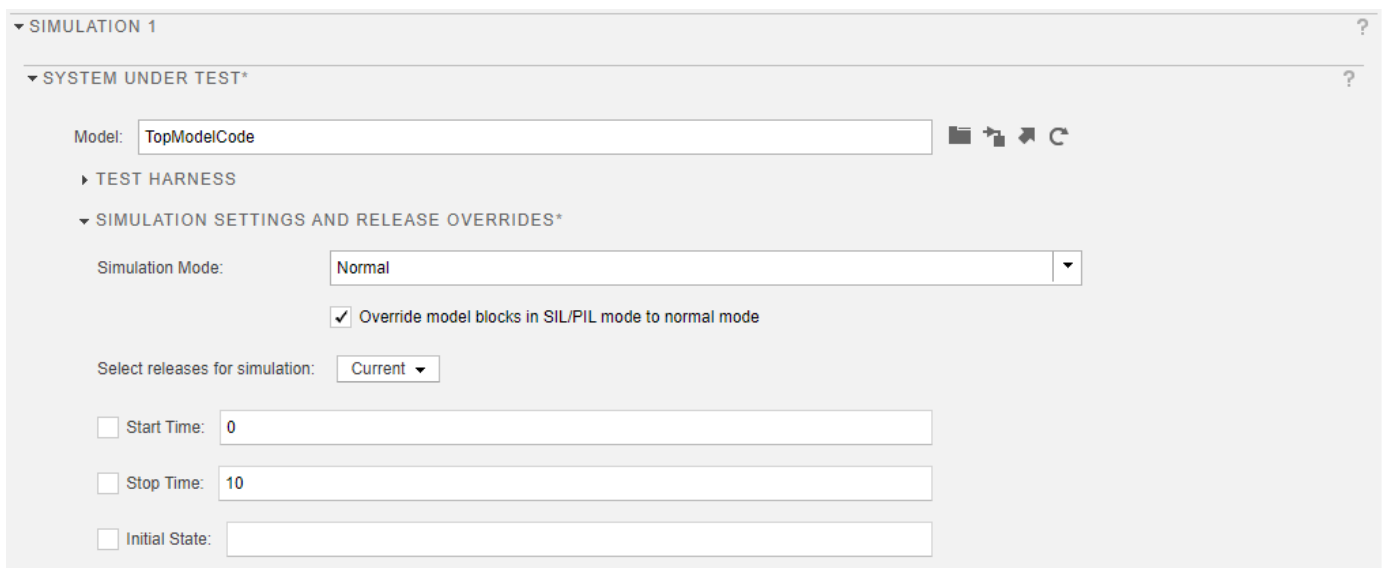 SIMULATION 1 ?
SYSTEM UNDER TEST* ?
Model: TopModelCode
TEST HARNESS
SIMULATION SETTINGS AND RELEASE OVERRIDES*
Simulation Mode: Normal
Override model blocks in SIL/PIL mode to normal mode
Select releases for simulation: Current
Start Time: 0
Stop Time: 10
Initial State: